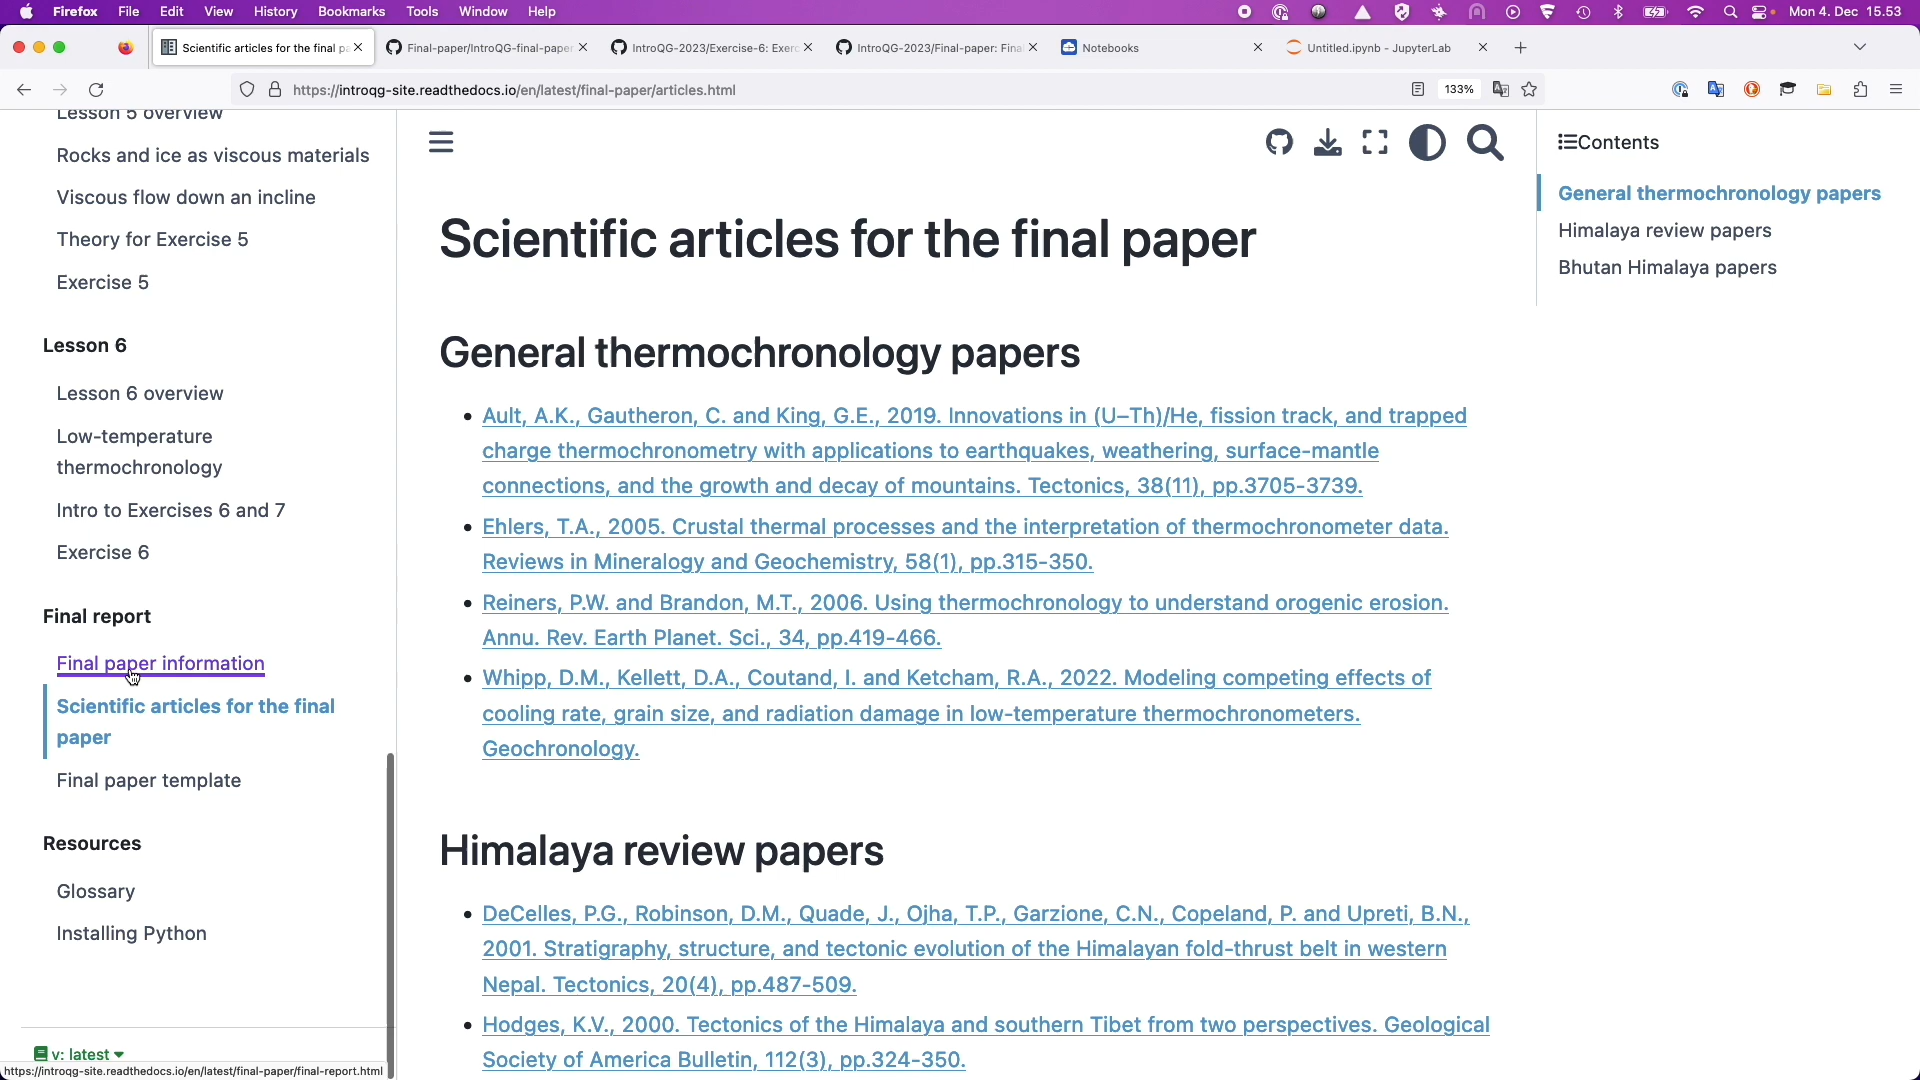 Firefox File Edit View History Bookmarks Tools Window Help
Mon 4. Dec 15.53
Scientific articles for the final p
Final-paper/IntroQG-final-pape
IntroQG-2023/Exercise-6: Exer
IntroQG-2023/Final-paper: Fina
Notebooks
Untitled.ipynb - JupyterLab
https://introqg-site.readthedocs.io/en/latest/final-paper/articles.html
133%
Lesson 5 overview
Rocks and ice as viscous materials
Viscous flow down an incline
Theory for Exercise 5
Exercise 5
Lesson 6
Lesson 6 overview
Low-temperature
thermochronology
Intro to Exercises 6 and 7
Exercise 6
Final report
Final paper information
Scientific articles for the final
paper
Final paper template
Resources
Glossary
Installing Python
v: latest
https://introqg-site.readthedocs.io/en/latest/final-paper/final-report.html
Scientific articles for the final paper
General thermochronology papers
Ault, A.K., Gautheron, C. and King, G.E., 2019. Innovations in (U–Th)/He, fission track, and trapped
charge thermochronometry with applications to earthquakes, weathering, surface-mantle
connections, and the growth and decay of mountains. Tectonics, 38(11), pp.3705-3739.
Ehlers, T.A., 2005. Crustal thermal processes and the interpretation of thermochronometer data.
Reviews in Mineralogy and Geochemistry, 58(1), pp.315-350.
Reiners, P.W. and Brandon, M.T., 2006. Using thermochronology to understand orogenic erosion.
Annu. Rev. Earth Planet. Sci., 34, pp.419-466.
Whipp, D.M., Kellett, D.A., Coutand, I. and Ketcham, R.A., 2022. Modeling competing effects of
cooling rate, grain size, and radiation damage in low-temperature thermochronometers.
Geochronology.
Himalaya review papers
DeCelles, P.G., Robinson, D.M., Quade, J., Ojha, T.P., Garzione, C.N., Copeland, P. and Upreti, B.N.,
2001. Stratigraphy, structure, and tectonic evolution of the Himalayan fold-thrust belt in western
Nepal. Tectonics, 20(4), pp.487-509.
Hodges, K.V., 2000. Tectonics of the Himalaya and southern Tibet from two perspectives. Geological
Society of America Bulletin, 112(3), pp.324-350.
Contents
General thermochronology papers
Himalaya review papers
Bhutan Himalaya papers